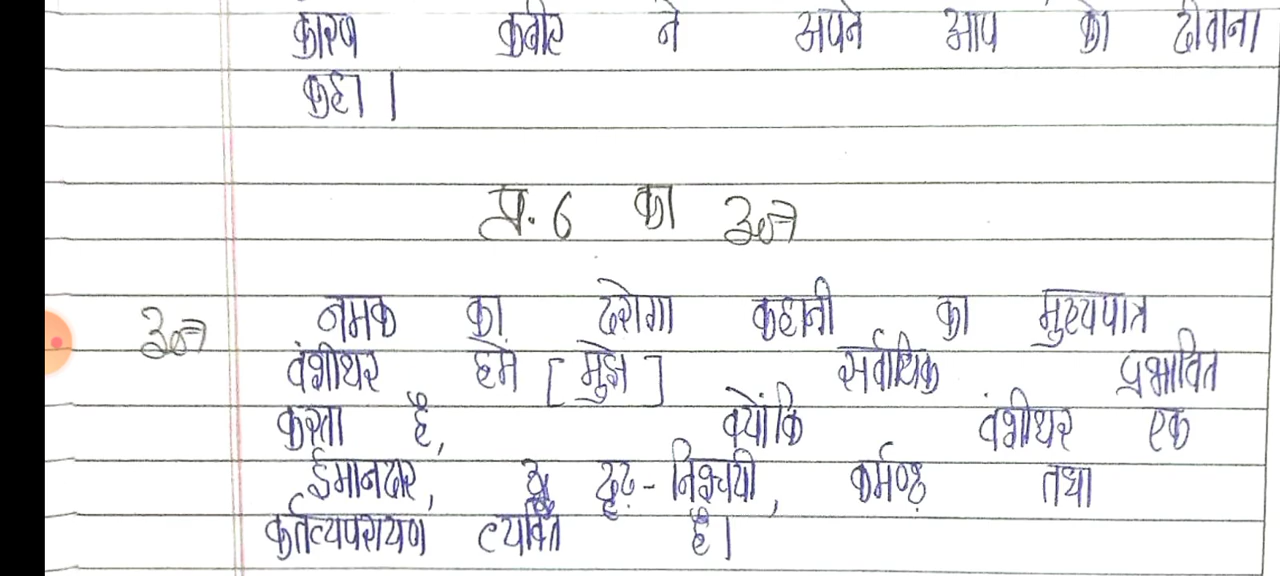 कारण कबीर ने अपने आप को दीवाना
कहा।
प्र. 6 का उत्तर
उत्तर नमक का दरोगा कहानी का मुख्यपात्र
वंशीधर हमें [मुझे] सर्वाधिक प्रभावित
करता है, क्योंकि वंशीधर एक
ईमानदार, दृढ़-निश्चयी, कर्मण्ठ तथा
कर्तव्यपरायण व्यक्ति है।